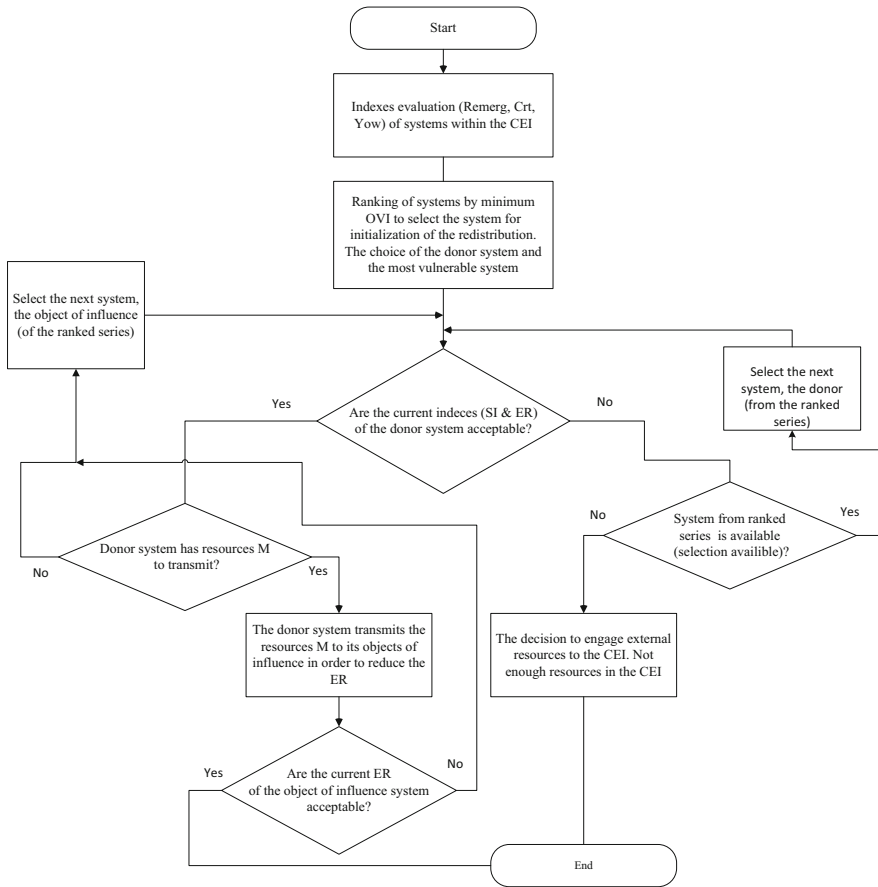 Start
Indexes evaluation (Remerg, Crt,
Yow) of systems within the CEI
Ranking of systems by minimum
OVI to select the system for
initialization of the redistribution.
The choice of the donor system and
the most vulnerable system
Select the next system,
the object of influence
(of the ranked series)
Select the next
system, the donor
(from the ranked
series)
Yes
Are the current indeces (SI & ER)
of the donor system acceptable?
No
Donor system has resources M
to transmit?
No
Yes
No
System from ranked
series is available
(selection availible)?
Yes
The donor system transmits the
resources M to its objects of
influence in order to reduce the
ER
The decision to engage external
resources to the CEI. Not
enough resources in the CEI
Yes
Are the current ER
of the object of influence system
acceptable?
No
End